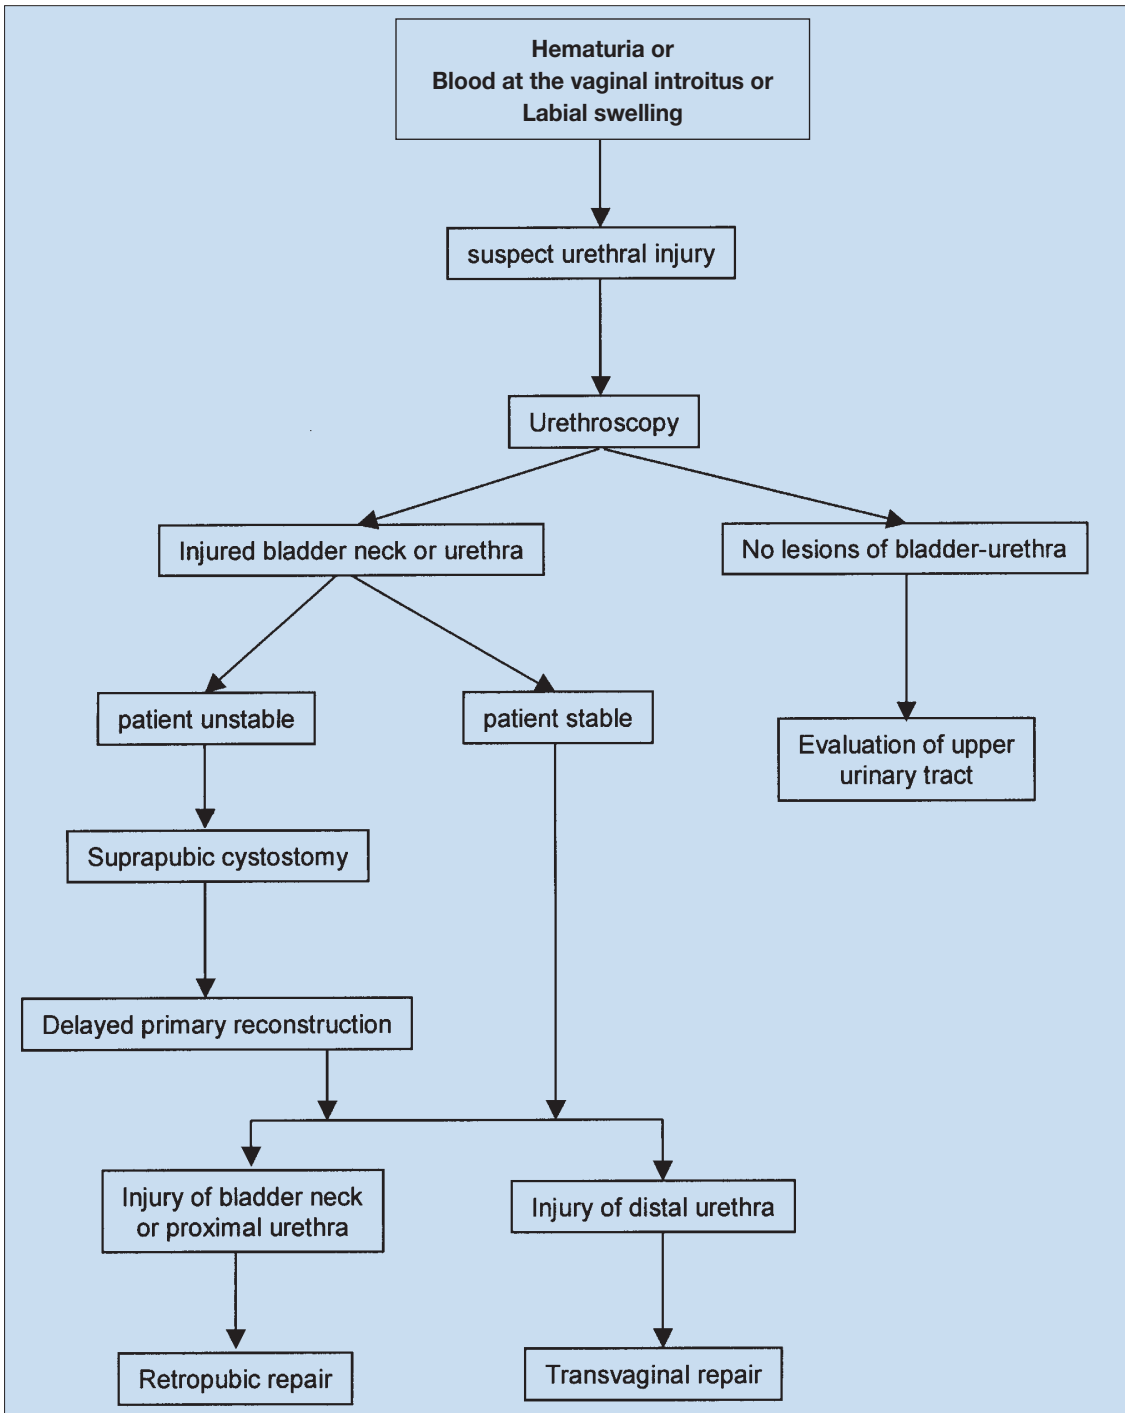 Hematuria or
Blood at the vaginal introitus or
Labial swelling
suspect urethral injury
Urethroscopy
Injured bladder neck or urethra
No lesions of bladder-urethra
patient unstable
patient stable
Evaluation of upper
urinary tract
Suprapubic cystostomy
Delayed primary reconstruction
Injury of bladder neck
or proximal urethra
Injury of distal urethra
Retropubic repair
Transvaginal repair